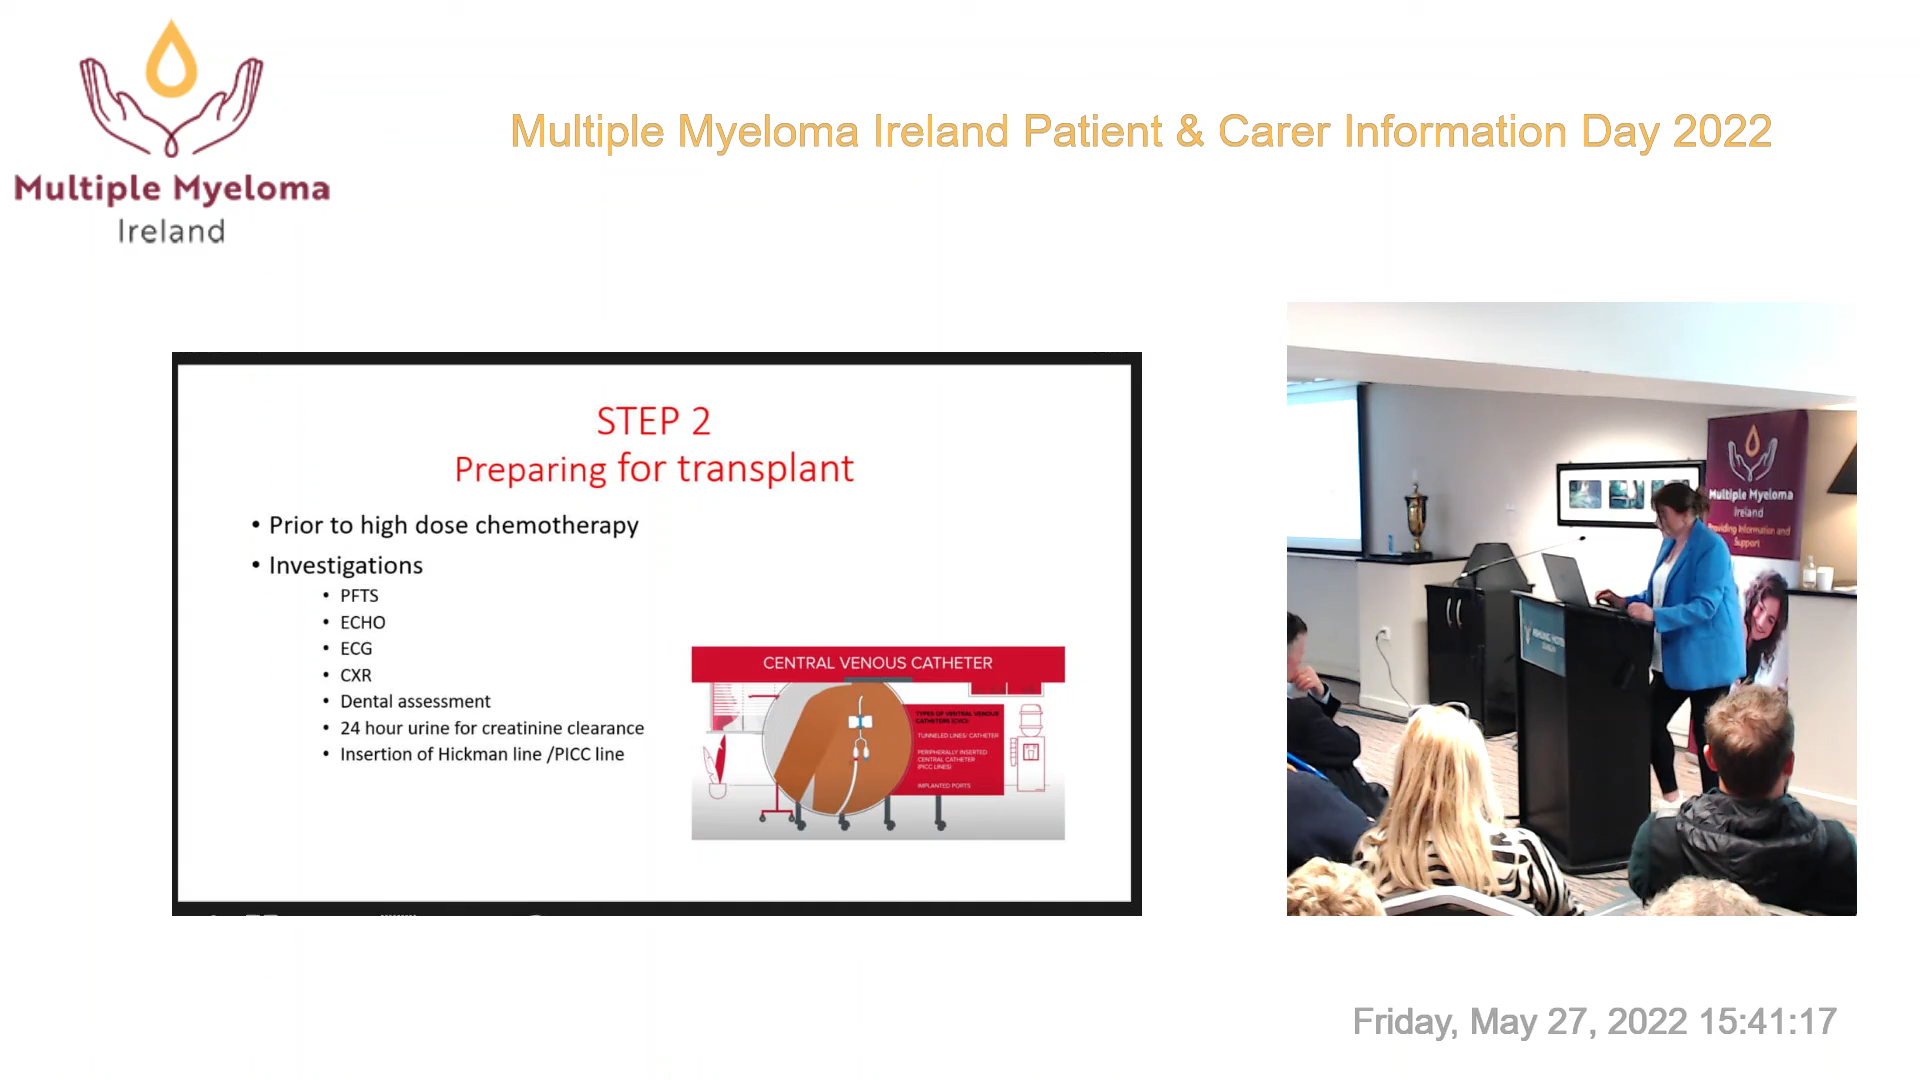 Multiple Myeloma
Ireland
Multiple Myeloma Ireland Patient & Carer Information Day 2022
STEP 2
Preparing for transplant
• Prior to high dose chemotherapy
• Investigations
• PFTS
• ECHO
• ECG
• CXR
• Dental assessment
• 24 hour urine for creatinine clearance
• Insertion of Hickman line /PICC line
CENTRAL VENOUS CATHETER
TYPES OF CENTRAL VENOUS
CATHETERS (CVC):
TUNNELED LINES/ CATHETER
PERIPHERALLY INSERTED
CENTRAL CATHETER
(PICC LINES)
IMPLANTED PORTS
Multiple Myeloma
Ireland
Providing Information and
Support
Friday, May 27, 2022 15:41:17